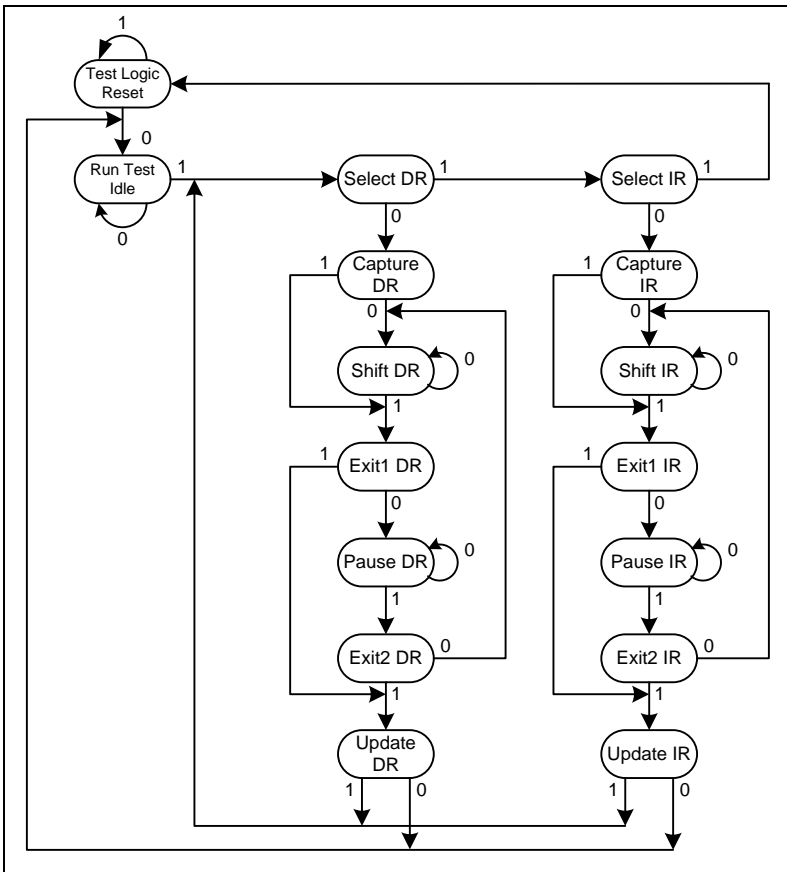 1
Test Logic
Reset
0
Run Test
Idle
1
0
Select DR
1
Select IR
1
0
0
Capture
DR
1
Capture
IR
1
0
0
Shift DR
0
Shift IR
0
1
1
1
Exit1 DR
1
Exit1 IR
0
0
Pause DR
0
Pause IR
0
1
1
Exit2 DR
0
Exit2 IR
0
1
1
Update
DR
Update IR
1
0
1
0